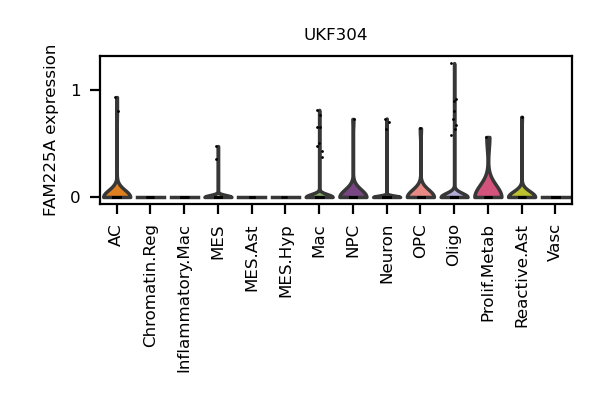 UKF304
FAM225A expression
1
0
AC
Chromatin.Reg
Inflammatory.Mac
MES
MES.Ast
MES.Hyp
Mac
NPC
Neuron
OPC
Oligo
Prolif.Metab
Reactive.Ast
Vasc